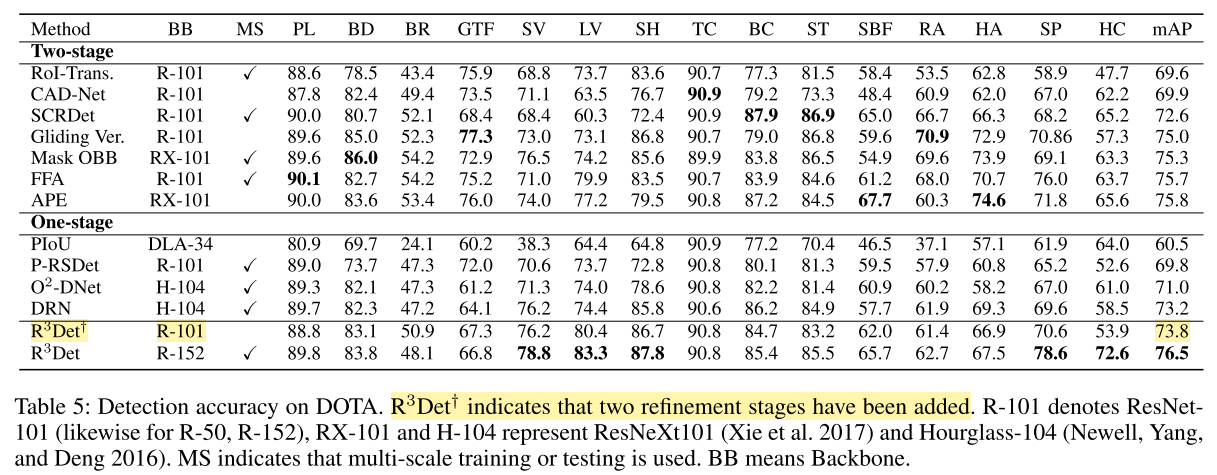 Method BB MS PL BD BR GTF SV LV SH TC BC ST SBF RA HA SP HC mAP
Two-stage
RoI-Trans. R-101 ✓ 88.6 78.5 43.4 75.9 68.8 73.7 83.6 90.7 77.3 81.5 58.4 53.5 62.8 58.9 47.7 69.6
CAD-Net R-101 87.8 82.4 49.4 73.5 71.1 63.5 76.7 90.9 79.2 73.3 48.4 60.9 62.0 67.0 62.2 69.9
SCRDet R-101 ✓ 90.0 80.7 52.1 68.4 68.4 60.3 72.4 90.9 87.9 86.9 65.0 66.7 66.3 68.2 65.2 72.6
Gliding Ver. R-101 89.6 85.0 52.3 77.3 73.0 73.1 86.8 90.7 79.0 86.8 59.6 70.9 72.9 70.86 57.3 75.0
Mask OBB RX-101 ✓ 89.6 86.0 54.2 72.9 76.5 74.2 85.6 89.9 83.8 86.5 54.9 69.6 73.9 69.1 63.3 75.3
FFA R-101 ✓ 90.1 82.7 54.2 75.2 71.0 79.9 83.5 90.7 83.9 84.6 61.2 68.0 70.7 76.0 63.7 75.7
APE RX-101 90.0 83.6 53.4 76.0 74.0 77.2 79.5 90.8 87.2 84.5 67.7 60.3 74.6 71.8 65.6 75.8
One-stage
PIoU DLA-34 80.9 69.7 24.1 60.2 38.3 64.4 64.8 90.9 77.2 70.4 46.5 37.1 57.1 61.9 64.0 60.5
P-RSDet R-101 ✓ 89.0 73.7 47.3 72.0 70.6 73.7 72.8 90.8 80.1 81.3 59.5 57.9 60.8 65.2 52.6 69.8
O²-DNet H-104 ✓ 89.3 82.1 47.3 61.2 71.3 74.0 78.6 90.8 82.2 81.4 60.9 60.2 58.2 67.0 61.0 71.0
DRN H-104 ✓ 89.7 82.3 47.2 64.1 76.2 74.4 85.8 90.6 86.2 84.9 57.7 61.9 69.3 69.6 58.5 73.2
R³Det† R-101 88.8 83.1 50.9 67.3 76.2 80.4 86.7 90.8 84.7 83.2 62.0 61.4 66.9 70.6 53.9 73.8
R³Det R-152 ✓ 89.8 83.8 48.1 66.8 78.8 83.3 87.8 90.8 85.4 85.5 65.7 62.7 67.5 78.6 72.6 76.5
Table 5: Detection accuracy on DOTA. R³Det† indicates that two refinement stages have been added. R-101 denotes ResNet-
101 (likewise for R-50, R-152), RX-101 and H-104 represent ResNeXt101 (Xie et al. 2017) and Hourglass-104 (Newell, Yang,
and Deng 2016). MS indicates that multi-scale training or testing is used. BB means Backbone.